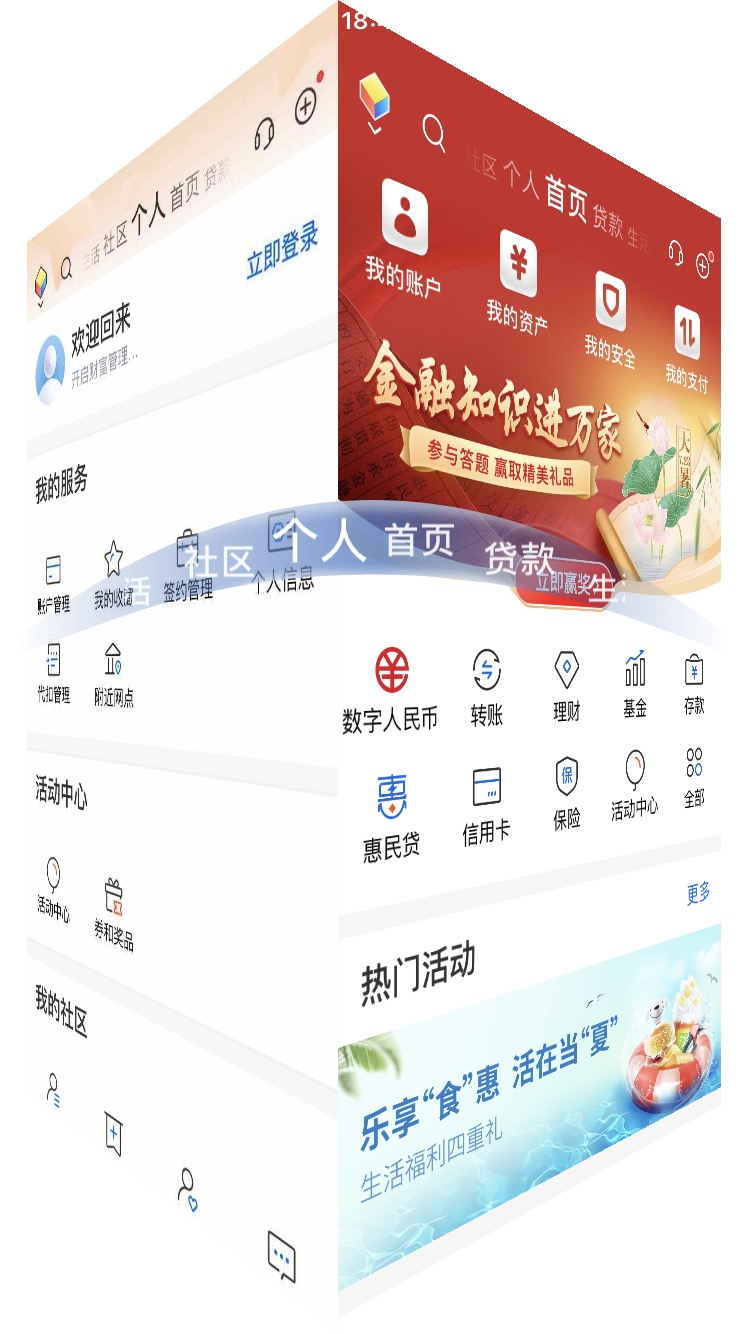 社区 个人 首页 贷款
立即登录
欢迎回来
开启财富管理...
我的服务
账户管理 我的收藏 签约管理 个人信息
代扣管理 附近网点
活动中心
活动中心 券和奖品
我的社区
活 社区 个人 首页 贷款 生
18:
社区 个人 首页 贷款 生活
我的账户 我的资产 我的安全 我的支付
金融知识进万家
参与答题 赢取精美礼品
大暑
立即赢奖
数字人民币 转账 理财 基金 存款
惠民贷 信用卡 保险 活动中心 全部
更多
热门活动
乐享“食”惠 活在当“夏”
生活福利四重礼